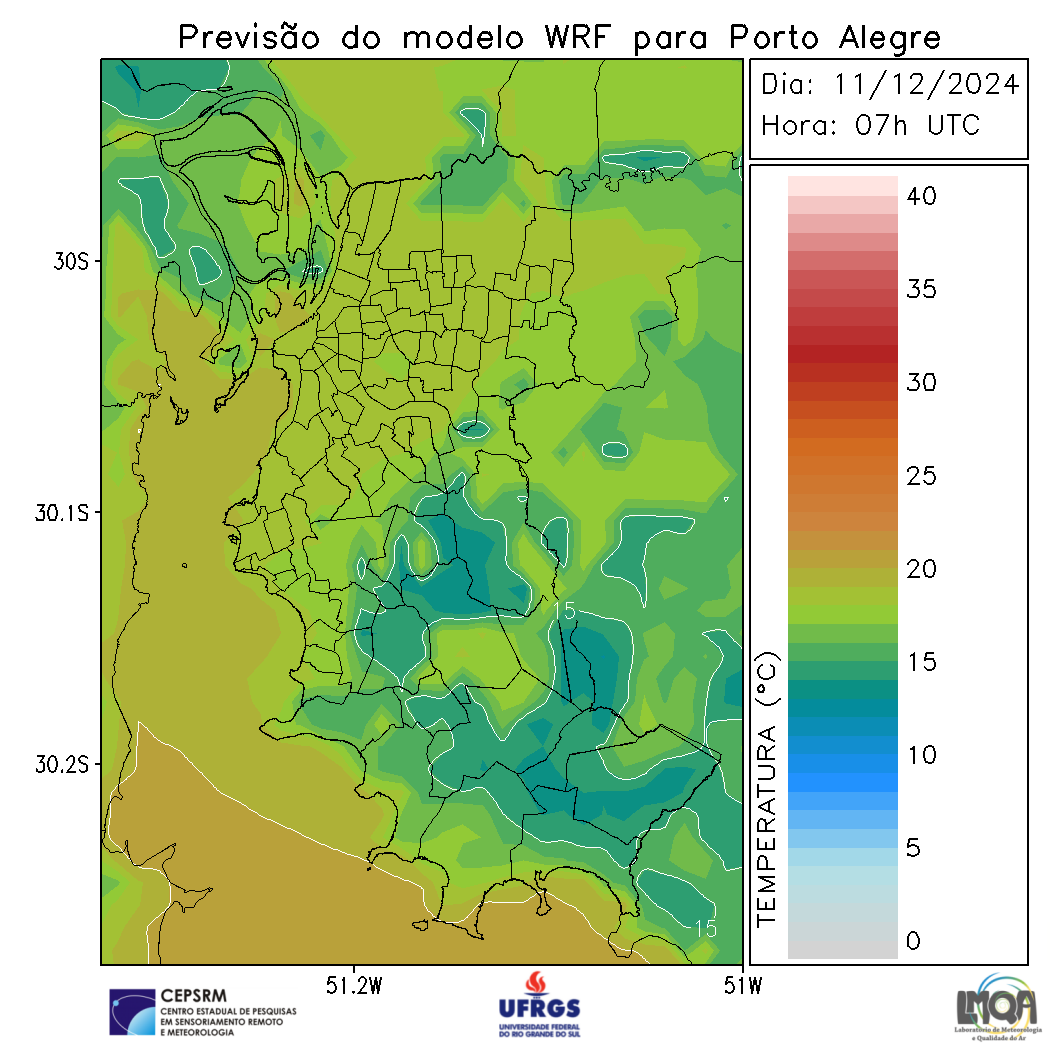 Previsão do modelo WRF para Porto Alegre
Dia: 11/12/2024
Hora: 07h UTC
30S
30.1S
30.2S
51.2W
51W
15
15
TEMPERATURA (°C)
40
35
30
25
20
15
10
5
0
CEPSRM
CENTRO ESTADUAL DE PESQUISAS
EM SENSORIAMENTO REMOTO
E METEOROLOGIA
UFRGS
UNIVERSIDADE FEDERAL
DO RIO GRANDE DO SUL
LMQA
Laboratório de Meteorologia
e Qualidade do Ar